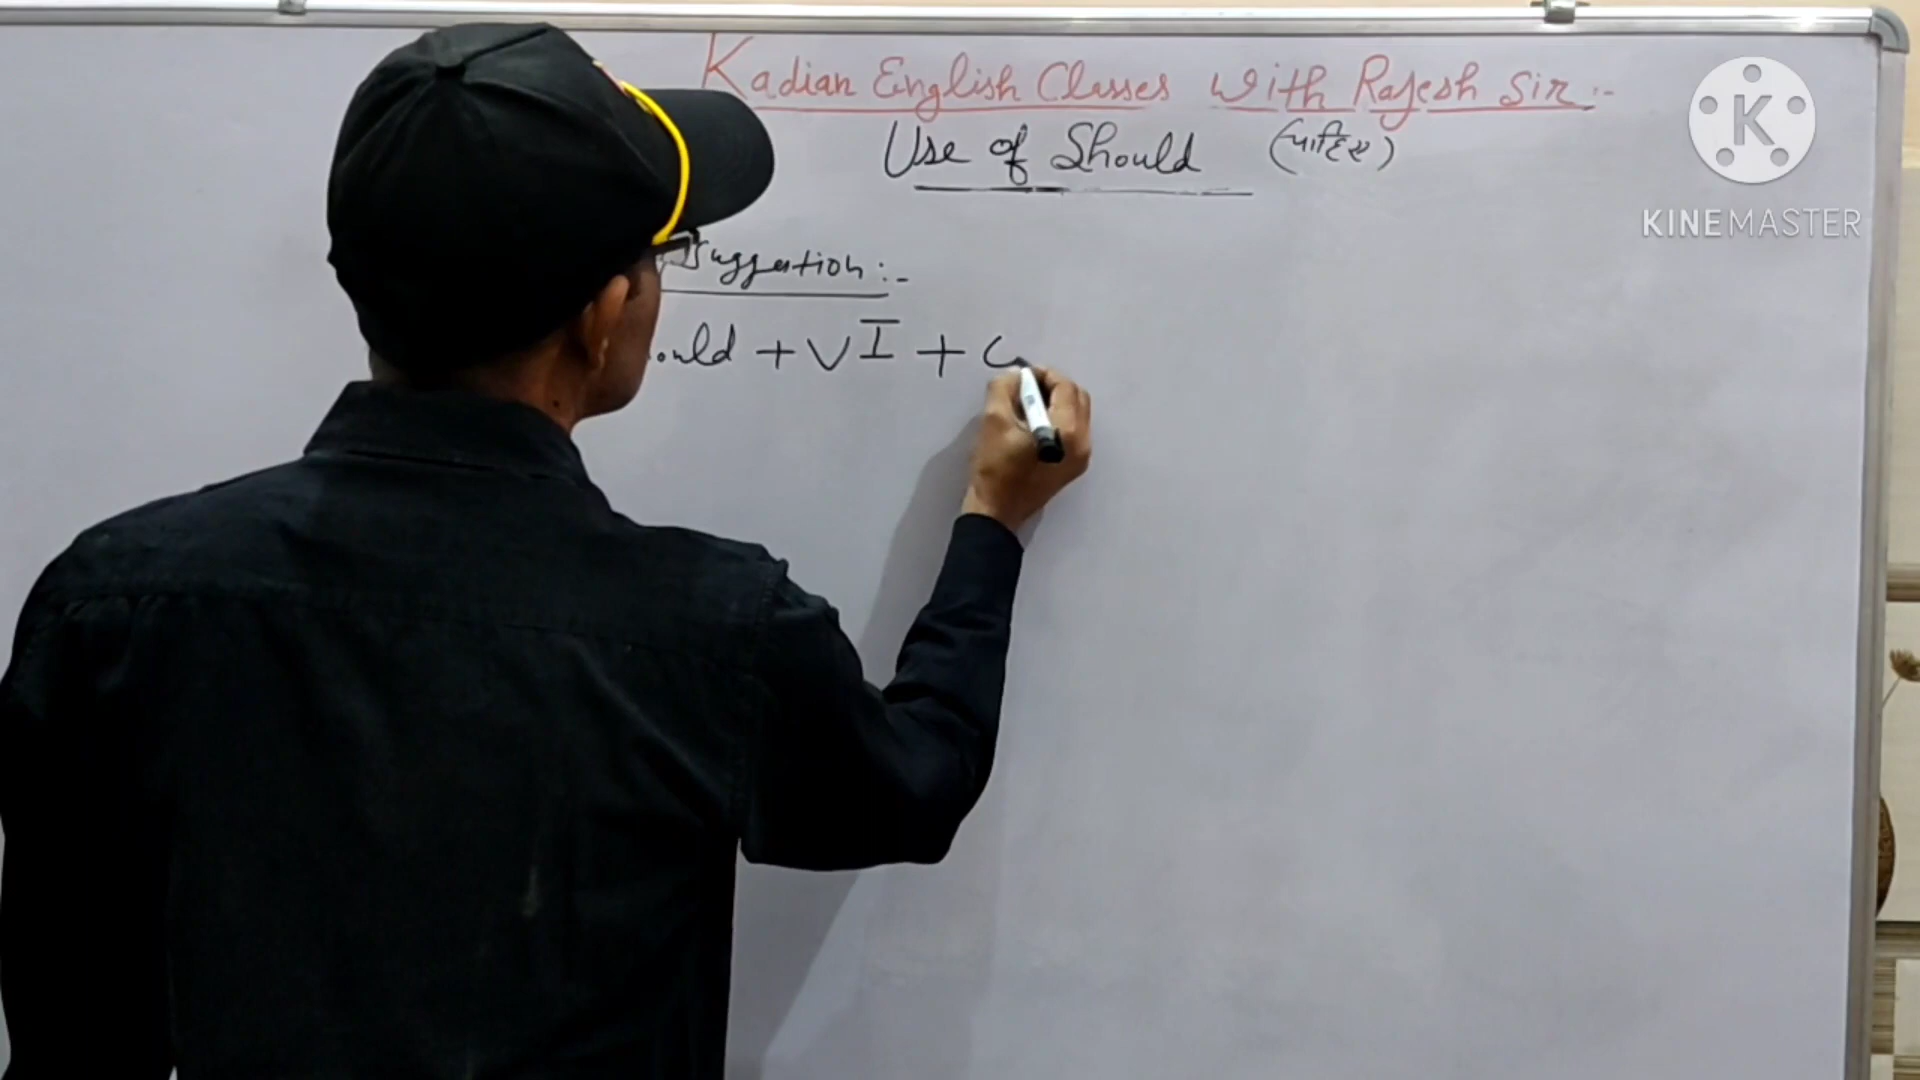 Kadian English Classes With Rajesh Sir :-
Use of Should (चाहिए)
K
KINEMASTER
Suggestion :-
ould + V I + C